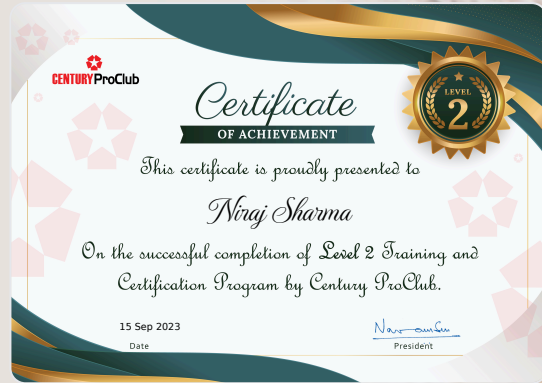 CENTURY ProClub
Certificate
OF ACHIEVEMENT
LEVEL
2
This certificate is proudly presented to
Niraj Sharma
On the successful completion of Level 2 Training and
Certification Program by Century ProClub.
15 Sep 2023
Date
President